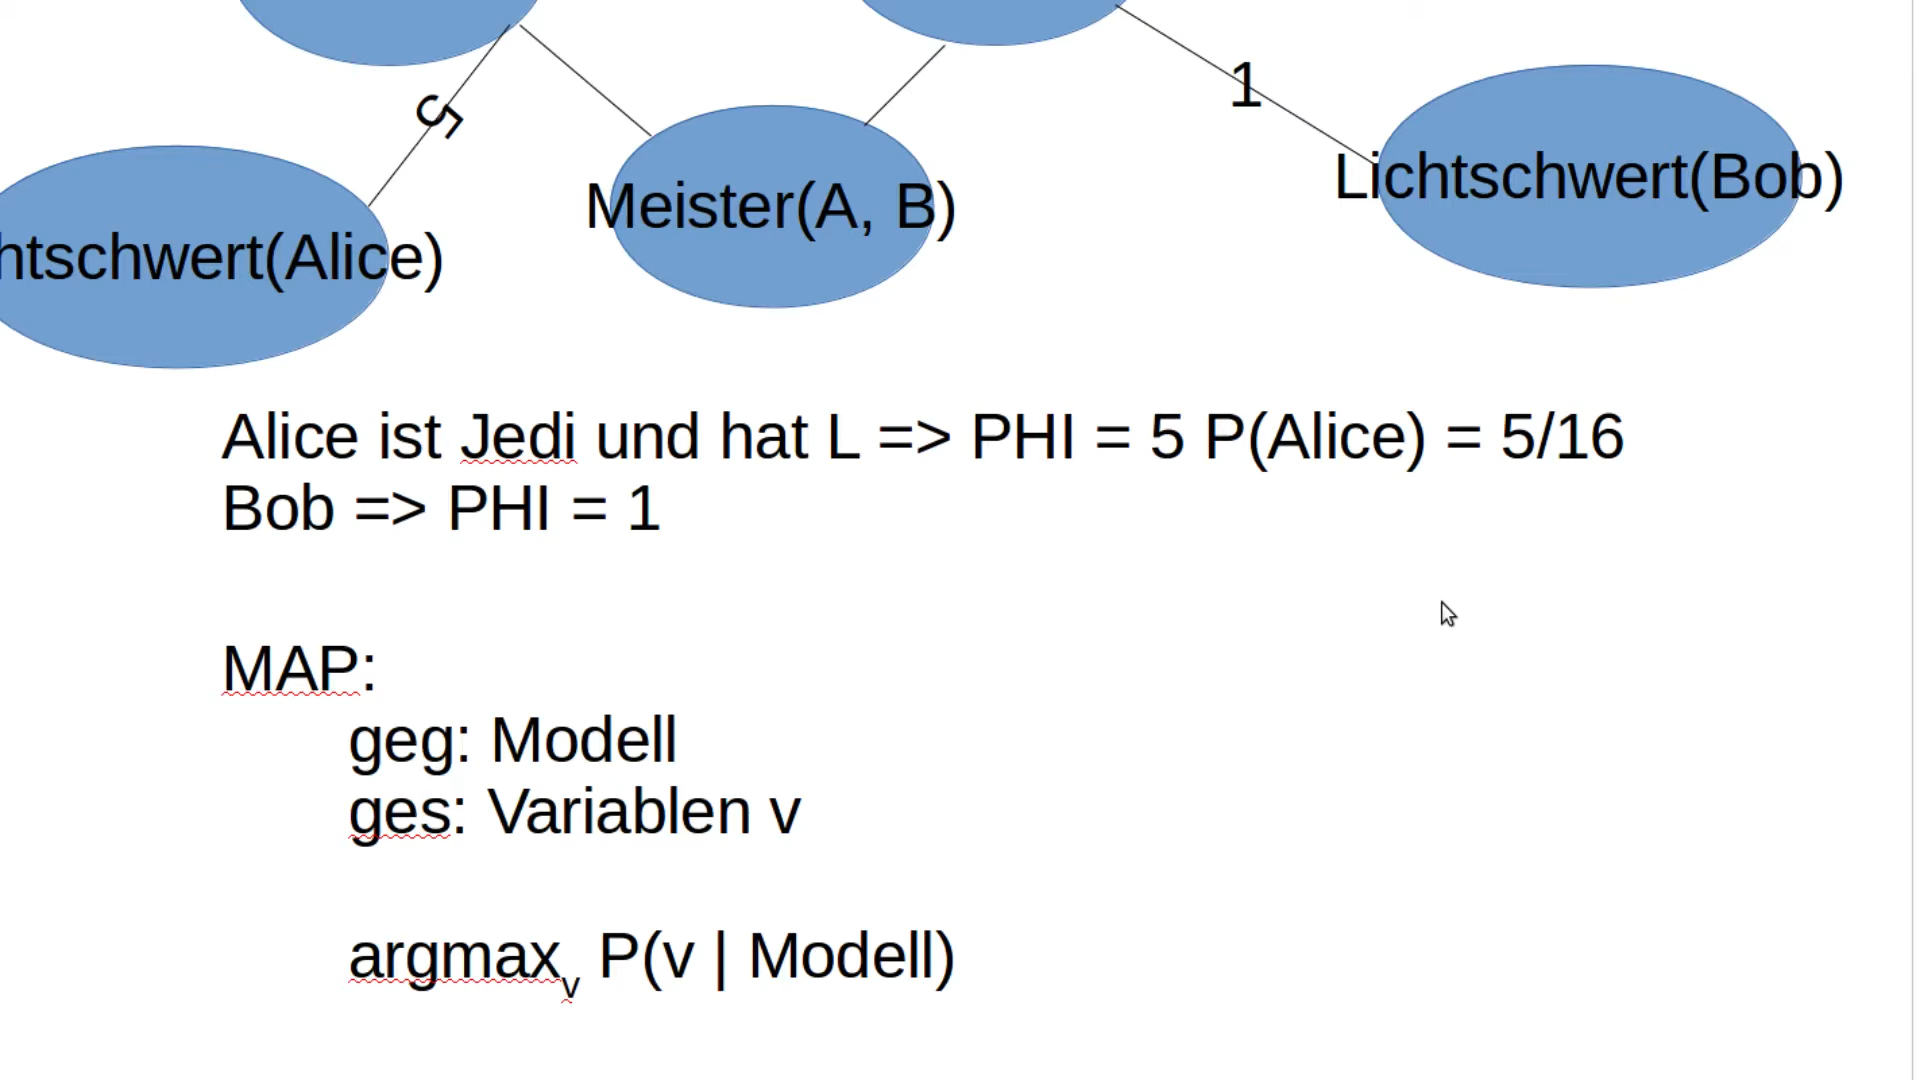 1
5
Lichtschwert(Bob)
Meister(A, B)
htschwert(Alice)
Alice ist Jedi und hat L => PHI = 5 P(Alice) = 5/16
Bob => PHI = 1
MAP:
geg: Modell
ges: Variablen v
argmaxv P(v | Modell)